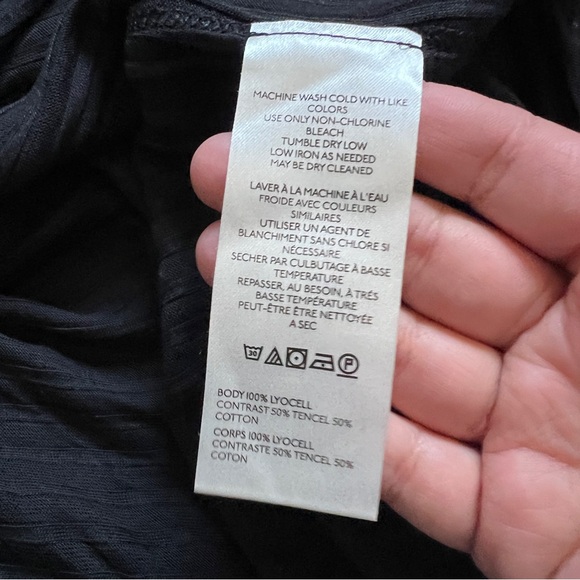 MACHINE WASH COLD WITH LIKE
COLORS
USE ONLY NON-CHLORINE
BLEACH
TUMBLE DRY LOW
LOW IRON AS NEEDED
MAY BE DRY CLEANED
LAVER À LA MACHINE À L'EAU
FROIDE AVEC COULEURS
SIMILAIRES
UTILISER UN AGENT DE
BLANCHIMENT SANS CHLORE SI
NÉCESSAIRE
SECHER PAR CULBUTAGE À BASSE
TEMPERATURE
REPASSER, AU BESOIN, À TRÉS
BASSE TEMPÉRATURE
PEUT-ÊTRE ÊTRE NETTOYÉE
A SEC
30 P
BODY 100% LYOCELL
CONTRAST 50% TENCEL 50%
COTTON
CORPS 100% LYOCELL
CONTRASTE 50% TENCEL 50%
COTON